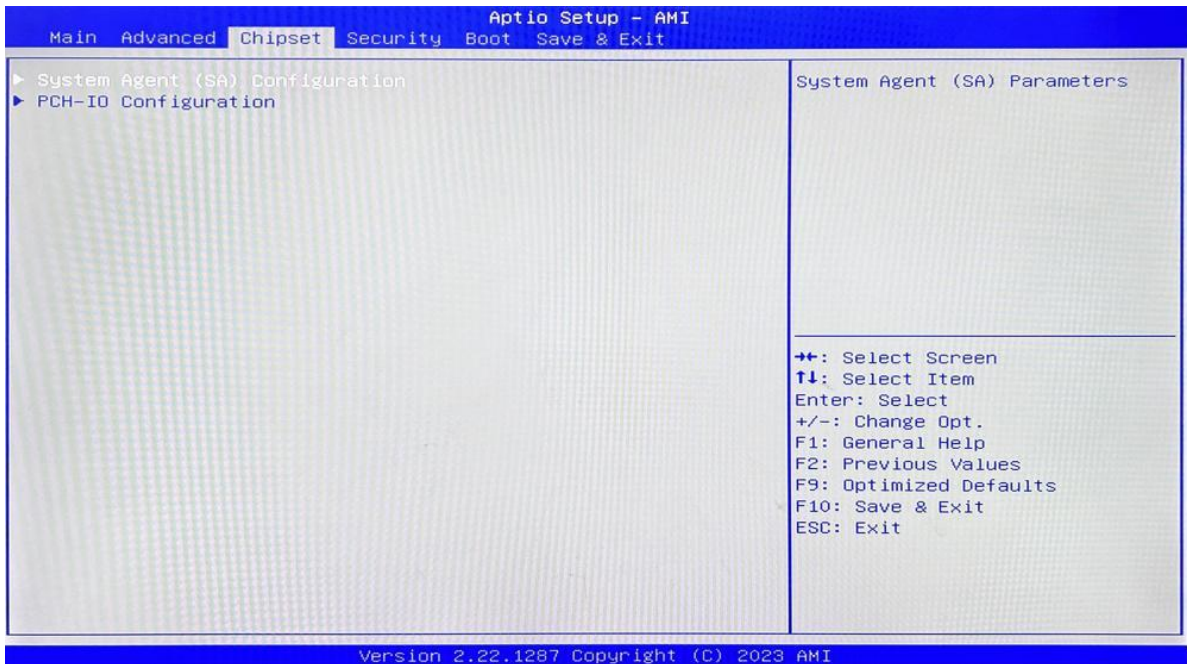 Aptio Setup – AMI
Main Advanced Chipset Security Boot Save & Exit
▶ System Agent (SA) Configuration
▶ PCH-IO Configuration
System Agent (SA) Parameters
→←: Select Screen
↑↓: Select Item
Enter: Select
+/-: Change Opt.
F1: General Help
F2: Previous Values
F9: Optimized Defaults
F10: Save & Exit
ESC: Exit
Version 2.22.1287 Copyright (C) 2023 AMI